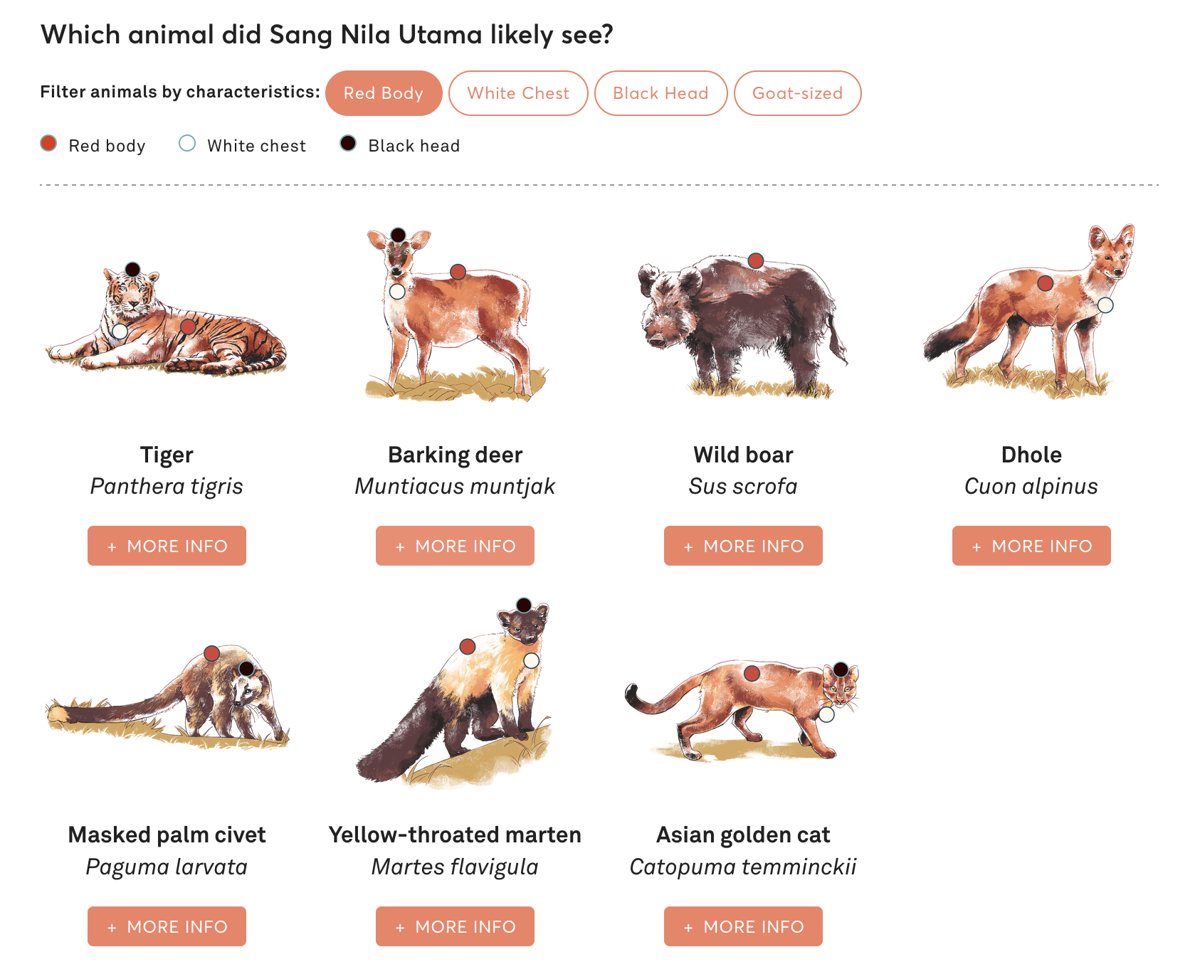 Which animal did Sang Nila Utama likely see?
Filter animals by characteristics: Red Body White Chest Black Head Goat-sized
Red body White chest Black head
Tiger Barking deer Wild boar Dhole
Panthera tigris Muntiacus muntjak Sus scrofa Cuon alpinus
+ MORE INFO + MORE INFO + MORE INFO + MORE INFO
Masked palm civet Yellow-throated marten Asian golden cat
Paguma larvata Martes flavigula Catopuma temminckii
+ MORE INFO + MORE INFO + MORE INFO